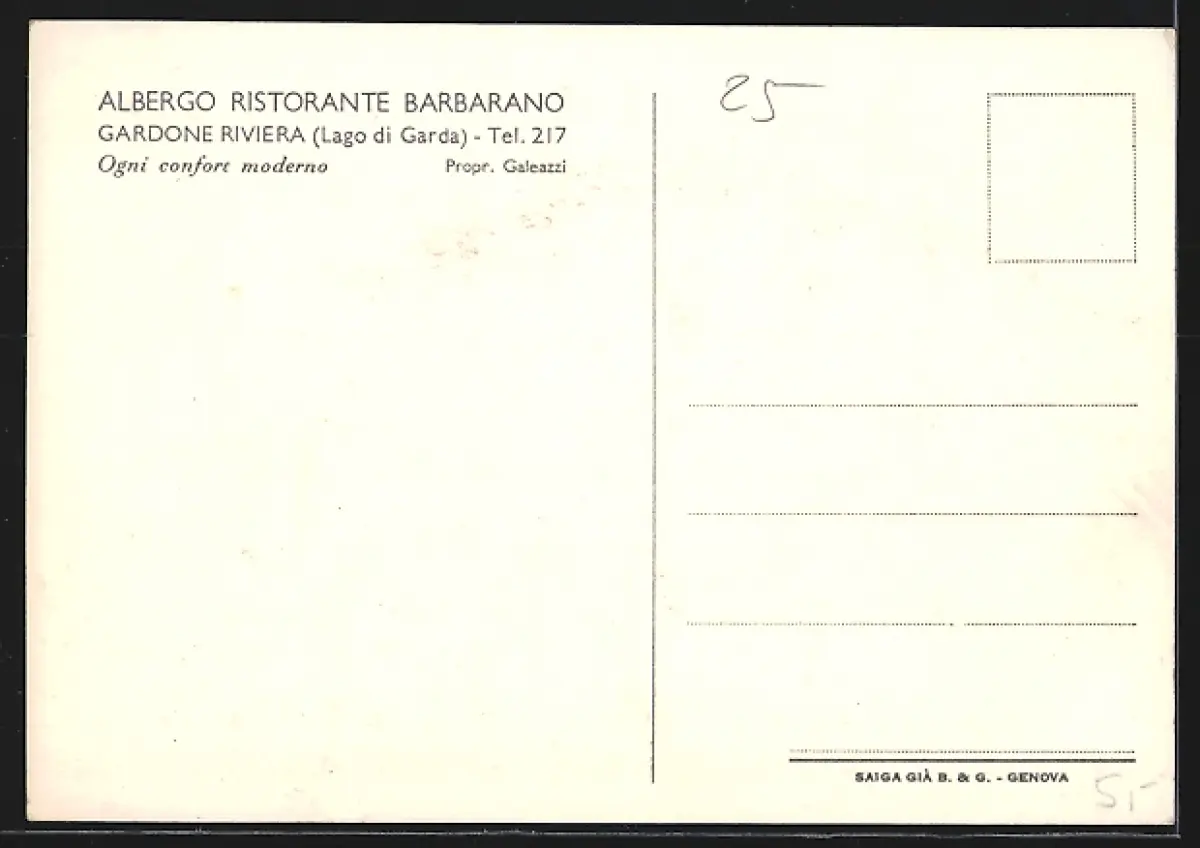 ALBERGO RISTORANTE BARBARANO
GARDONE RIVIERA (Lago di Garda) - Tel. 217
Ogni confort moderno Propr. Galeazzi
25
SAIGA GIÀ B. & G. - GENOVA
5,-